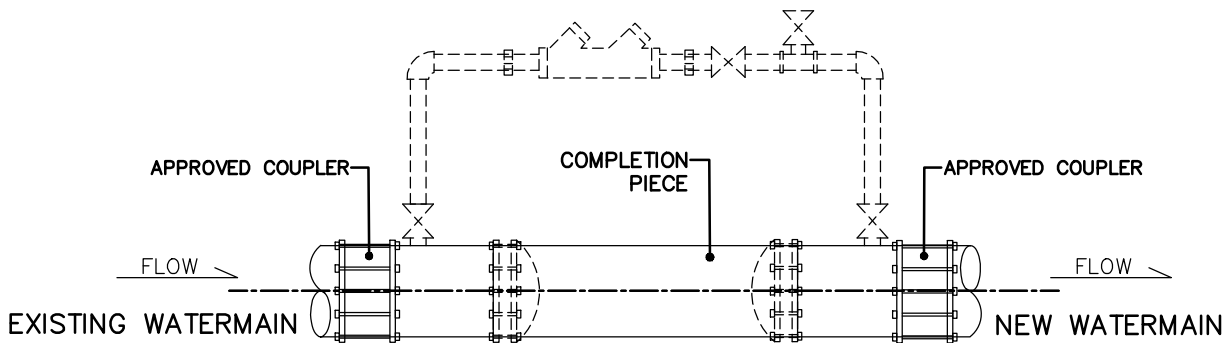 APPROVED COUPLER
COMPLETION
PIECE
APPROVED COUPLER
FLOW
FLOW
EXISTING WATERMAIN
NEW WATERMAIN